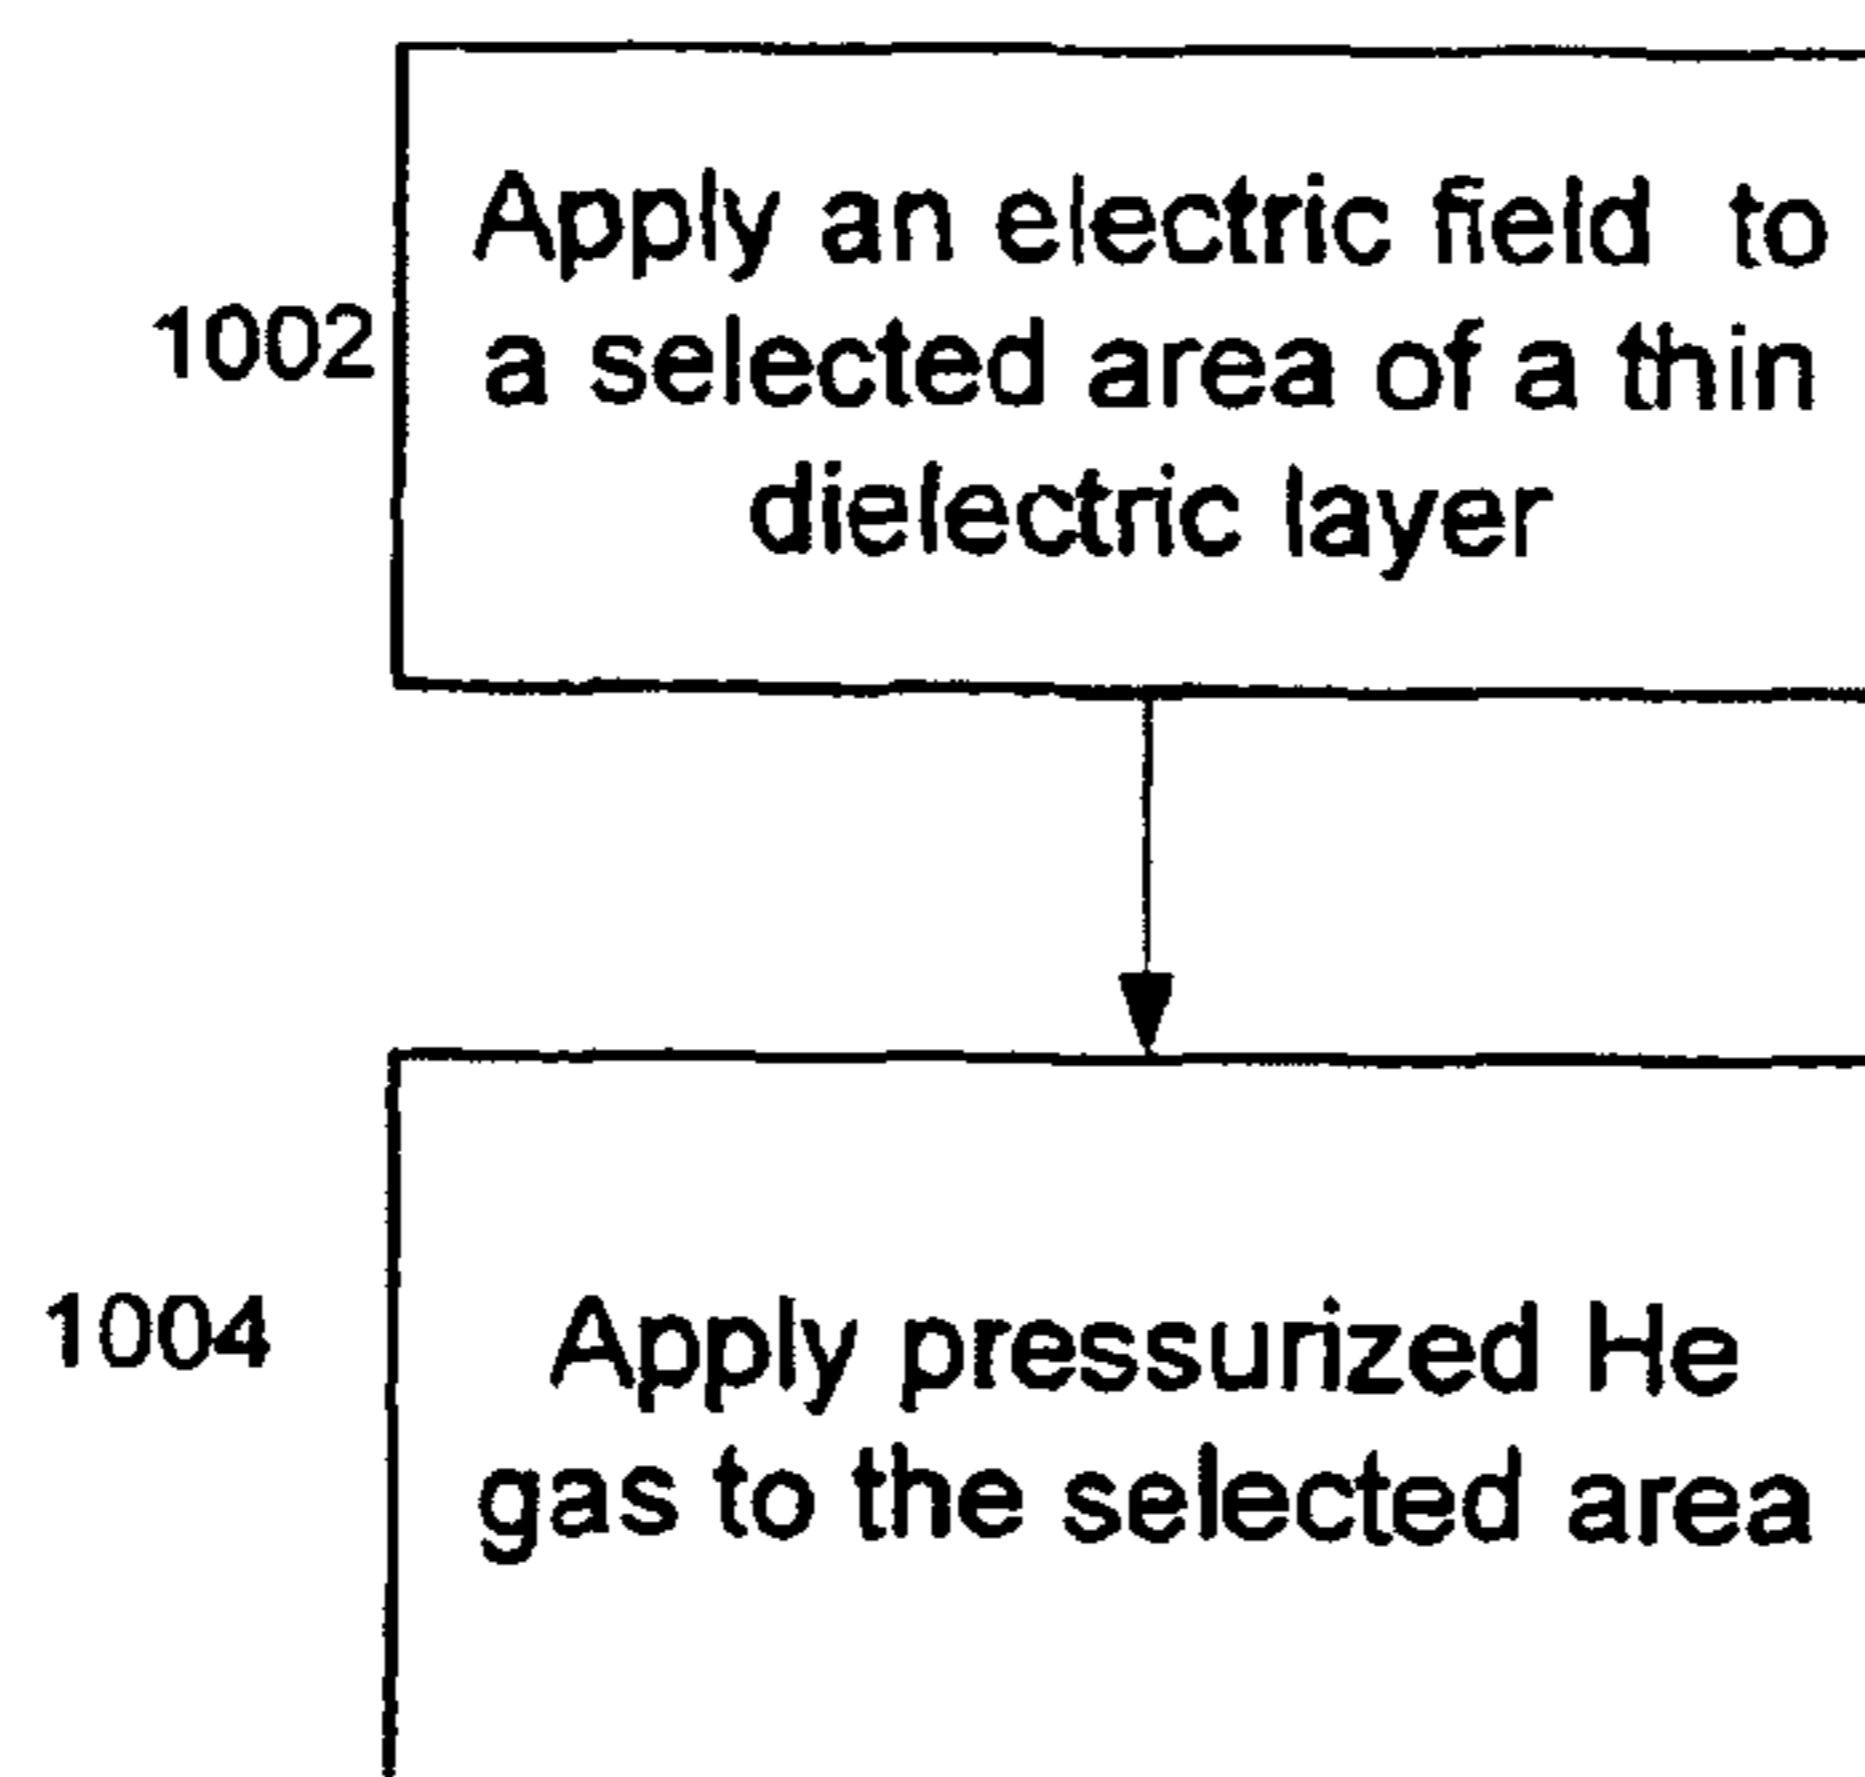 Apply an electric field to
1002
a selected area of a thin
dielectric layer
1004
Apply pressurized He
gas to the selected area